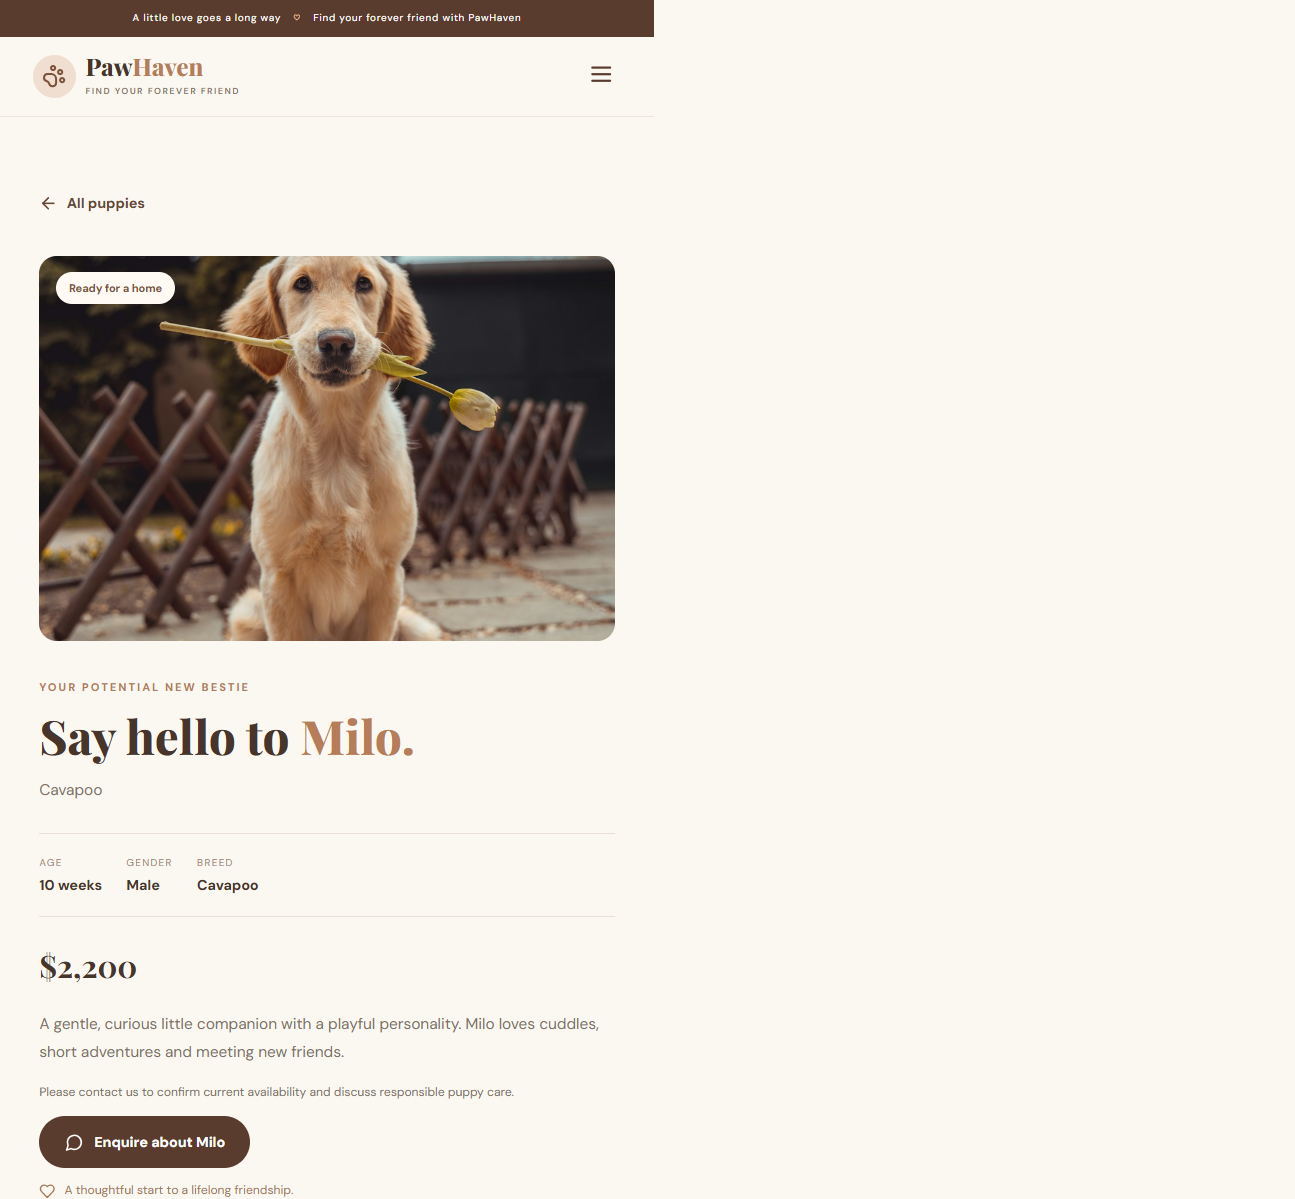 A little love goes a long way ♡ Find your forever friend with PawHaven
PawHaven
FIND YOUR FOREVER FRIEND
All puppies
Ready for a home
YOUR POTENTIAL NEW BESTIE
Say hello to Milo.
Cavapoo
AGE GENDER BREED
10 weeks Male Cavapoo
$2,200
A gentle, curious little companion with a playful personality. Milo loves cuddles,
short adventures and meeting new friends.
Please contact us to confirm current availability and discuss responsible puppy care.
Enquire about Milo
A thoughtful start to a lifelong friendship.